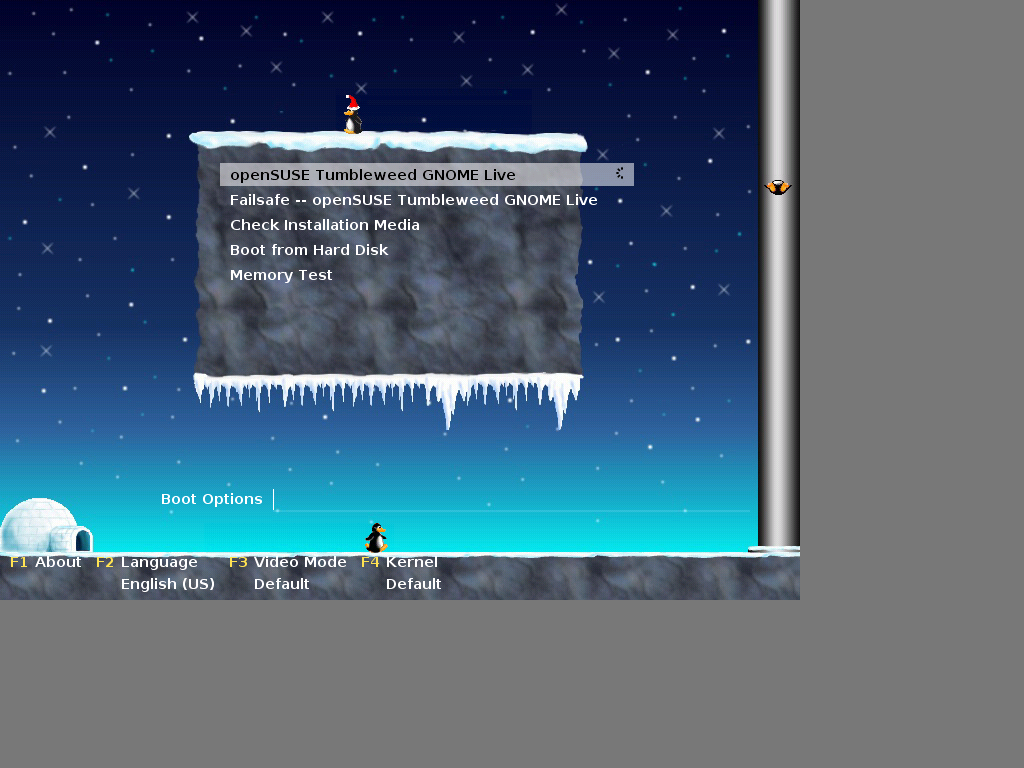 openSUSE Tumbleweed GNOME Live
Failsafe -- openSUSE Tumbleweed GNOME Live
Check Installation Media
Boot from Hard Disk
Memory Test
Boot Options
F1 About F2 Language F3 Video Mode F4 Kernel
English (US) Default Default